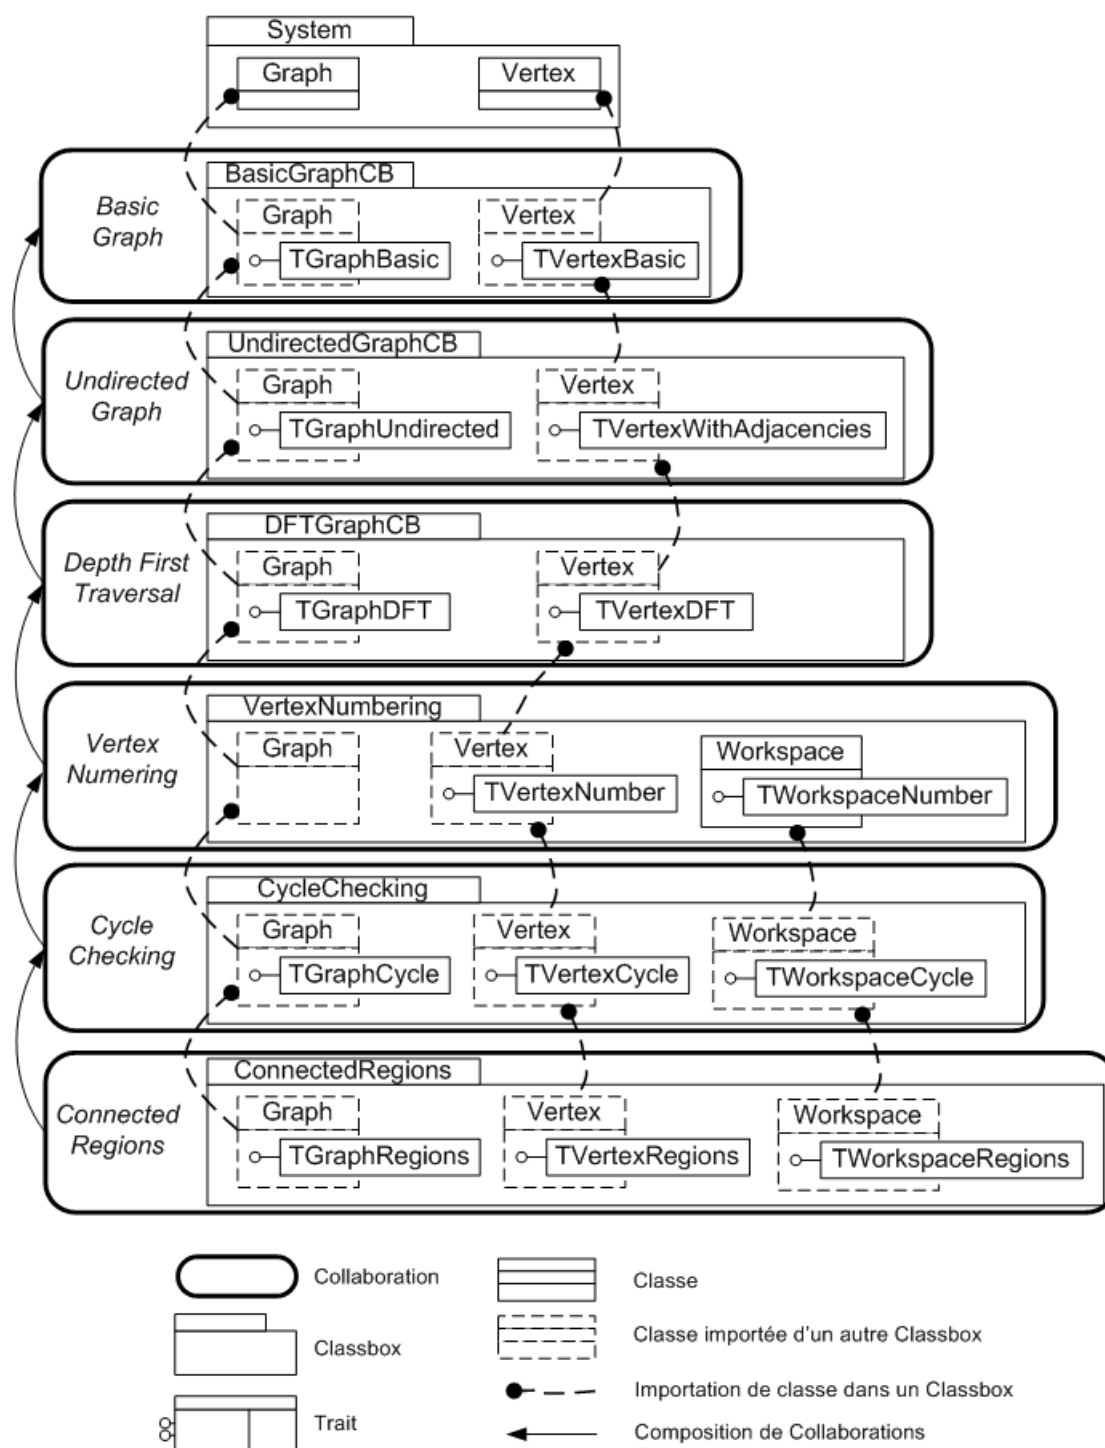 System
Graph
Vertex
BasicGraphCB
Basic
Graph
Graph
Vertex
TGraphBasic
TVertexBasic
UndirectedGraphCB
Undirected
Graph
Graph
Vertex
TGraphUndirected
TVertexWithAdjacencies
DFTGraphCB
Depth First
Traversal
Graph
Vertex
TGraphDFT
TVertexDFT
VertexNumbering
Vertex
Numering
Graph
Vertex
Workspace
TVertexNumber
TWorkspaceNumber
CycleChecking
Cycle
Checking
Graph
Vertex
Workspace
TGraphCycle
TVertexCycle
TWorkspaceCycle
ConnectedRegions
Connected
Regions
Graph
Vertex
Workspace
TGraphRegions
TVertexRegions
TWorkspaceRegions
Collaboration
Classe
Classbox
Classe importée d'un autre Classbox
Importation de classe dans un Classbox
Trait
Composition de Collaborations